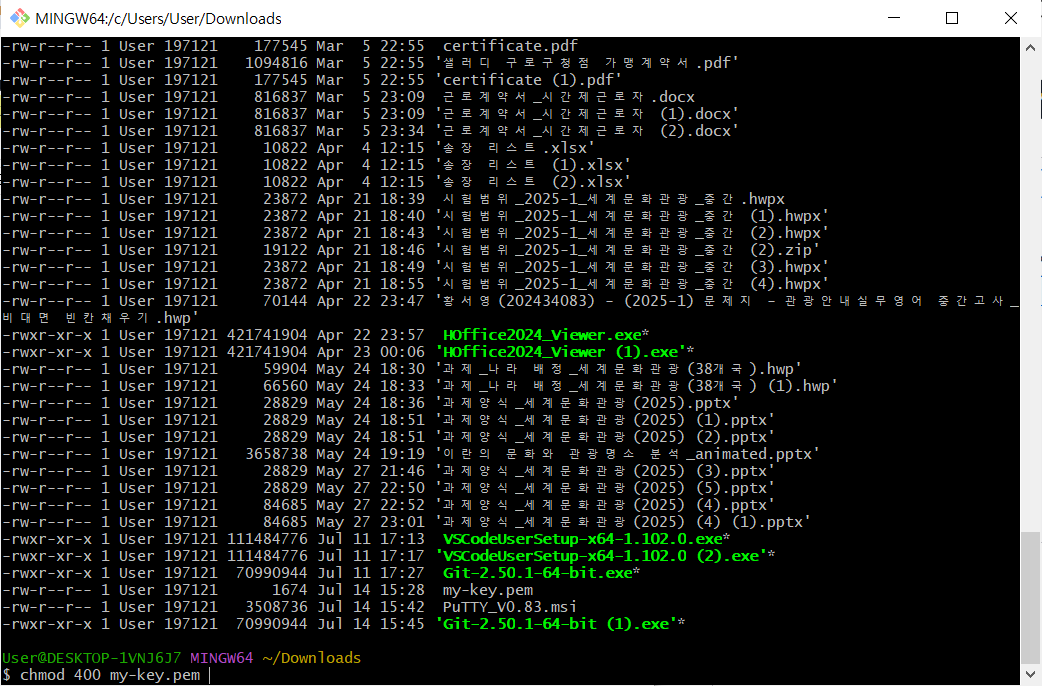 MINGW64:/c/Users/User/Downloads
-rw-r--r-- 1 User 197121    177545 Mar  5 22:55  certificate.pdf
-rw-r--r-- 1 User 197121   1094816 Mar  5 22:55 '샐러디 구로구청점 가맹계약서.pdf'
-rw-r--r-- 1 User 197121    177545 Mar  5 22:55 'certificate (1).pdf'
-rw-r--r-- 1 User 197121    816837 Mar  5 23:09  근로계약서_시간제근로자.docx
-rw-r--r-- 1 User 197121    816837 Mar  5 23:09 '근로계약서_시간제근로자 (1).docx'
-rw-r--r-- 1 User 197121    816837 Mar  5 23:34 '근로계약서_시간제근로자 (2).docx'
-rw-r--r-- 1 User 197121     10822 Apr  4 12:15 '송장 리스트.xlsx'
-rw-r--r-- 1 User 197121     10822 Apr  4 12:15 '송장 리스트 (1).xlsx'
-rw-r--r-- 1 User 197121     10822 Apr  4 12:15 '송장 리스트 (2).xlsx'
-rw-r--r-- 1 User 197121     23872 Apr 21 18:39  시험범위_2025-1_세계문화관광_중간.hwpx
-rw-r--r-- 1 User 197121     23872 Apr 21 18:40 '시험범위_2025-1_세계문화관광_중간 (1).hwpx'
-rw-r--r-- 1 User 197121     23872 Apr 21 18:43 '시험범위_2025-1_세계문화관광_중간 (2).hwpx'
-rw-r--r-- 1 User 197121     19122 Apr 21 18:46 '시험범위_2025-1_세계문화관광_중간 (2).zip'
-rw-r--r-- 1 User 197121     23872 Apr 21 18:49 '시험범위_2025-1_세계문화관광_중간 (3).hwpx'
-rw-r--r-- 1 User 197121     23872 Apr 21 18:55 '시험범위_2025-1_세계문화관광_중간 (4).hwpx'
-rw-r--r-- 1 User 197121     70144 Apr 22 23:47 '황서영(202434083) - (2025-1) 문제지 - 관광안내실무영어 중간고사_
비대면 빈칸채우기.hwp'
-rwxr-xr-x 1 User 197121 421741904 Apr 22 23:57  HOffice2024_Viewer.exe*
-rwxr-xr-x 1 User 197121 421741904 Apr 23 00:06 'HOffice2024_Viewer (1).exe'*
-rw-r--r-- 1 User 197121     59904 May 24 18:30 '과제_나라 배정_세계문화관광(38개국).hwp'
-rw-r--r-- 1 User 197121     66560 May 24 18:33 '과제_나라 배정_세계문화관광(38개국) (1).hwp'
-rw-r--r-- 1 User 197121     28829 May 24 18:36 '과제양식_세계문화관광(2025).pptx'
-rw-r--r-- 1 User 197121     28829 May 24 18:51 '과제양식_세계문화관광(2025) (1).pptx'
-rw-r--r-- 1 User 197121     28829 May 24 18:51 '과제양식_세계문화관광(2025) (2).pptx'
-rw-r--r-- 1 User 197121   3658738 May 24 19:19 '이란의 문화와 관광명소 분석_animated.pptx'
-rw-r--r-- 1 User 197121     28829 May 27 21:46 '과제양식_세계문화관광(2025) (3).pptx'
-rw-r--r-- 1 User 197121     28829 May 27 22:50 '과제양식_세계문화관광(2025) (5).pptx'
-rw-r--r-- 1 User 197121     84685 May 27 22:52 '과제양식_세계문화관광(2025) (4).pptx'
-rw-r--r-- 1 User 197121     84685 May 27 23:01 '과제양식_세계문화관광(2025) (4) (1).pptx'
-rwxr-xr-x 1 User 197121 111484776 Jul 11 17:13  VSCodeUserSetup-x64-1.102.0.exe*
-rwxr-xr-x 1 User 197121 111484776 Jul 11 17:17 'VSCodeUserSetup-x64-1.102.0 (2).exe'*
-rwxr-xr-x 1 User 197121  70990944 Jul 11 17:27  Git-2.50.1-64-bit.exe*
-rw-r--r-- 1 User 197121      1674 Jul 14 15:28  my-key.pem
-rw-r--r-- 1 User 197121   3508736 Jul 14 15:42  PuTTY_V0.83.msi
-rwxr-xr-x 1 User 197121  70990944 Jul 14 15:45 'Git-2.50.1-64-bit (1).exe'*
User@DESKTOP-1VNJ6J7 MINGW64 ~/Downloads
$ chmod 400 my-key.pem